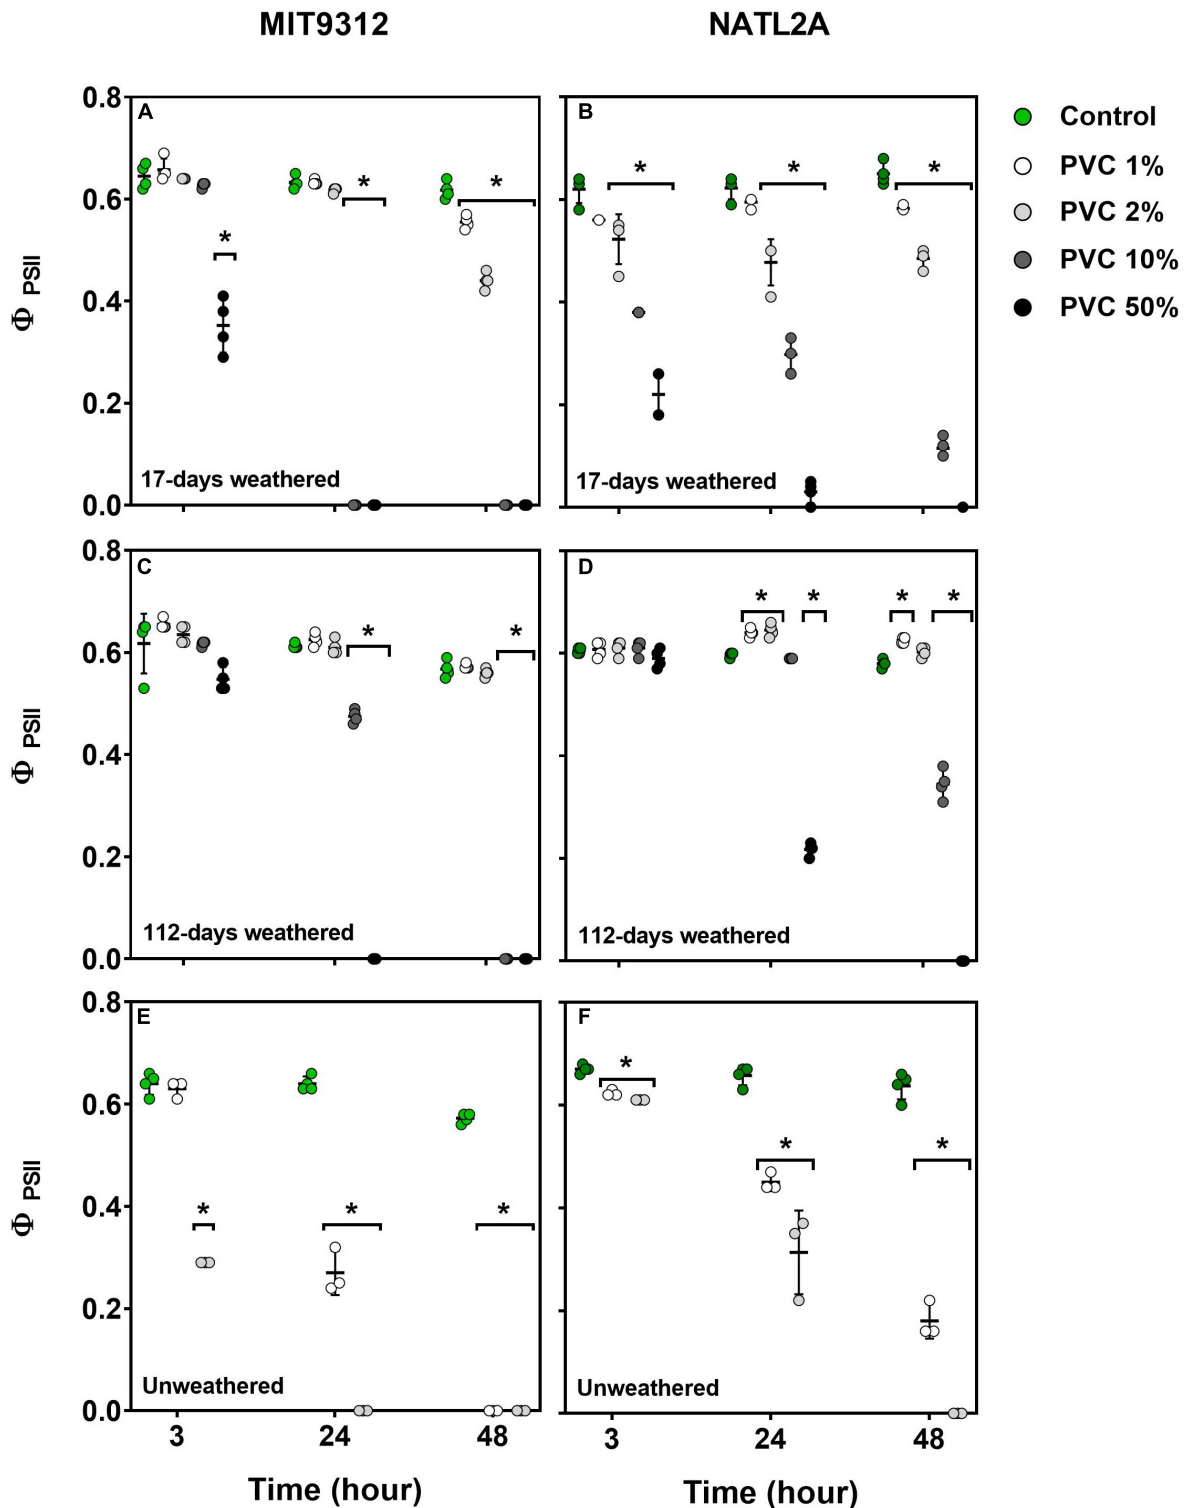 MIT9312 NATL2A
0.8 A B Control
PVC 1%
* * * *
0.6 * PVC 2%
*
PVC 10%
0.4 PVC 50%
Φ PSII
0.2
17-days weathered 17-days weathered
0.0
0.8 C D
* * * * * *
0.6
Φ PSII
0.4
0.2
112-days weathered 112-days weathered
0.0
0.8 E F
*
0.6
* *
0.4 * * *
Φ PSII
0.2
Unweathered Unweathered
0.0
3 24 48 3 24 48
Time (hour) Time (hour)